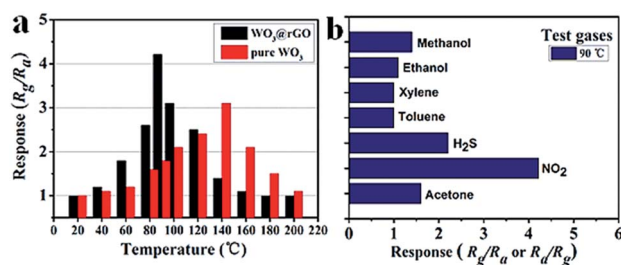 a
WO3@rGO
pure WO3
Response (Rg/Ra)
5
4
3
2
1
0 20 40 60 80 100 120 140 160 180 200 220
Temperature(℃)
b
Test gases
90 ℃
Methanol
Ethanol
Xylene
Toluene
H2S
NO2
Acetone
0 1 2 3 4 5 6
Response ( Rg/Ra or Ra/Rg)